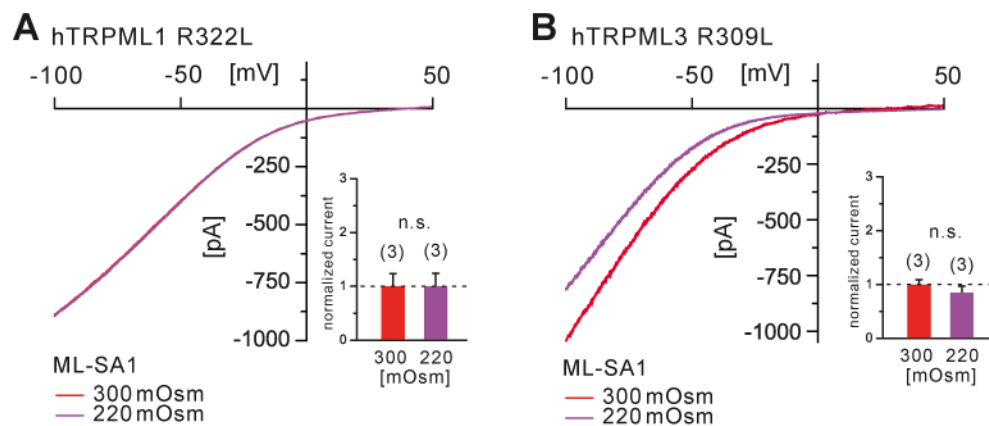 A hTRPML1 R322L
-100 -50 [mV] 50
-250
-500
-750
-1000
[pA]
normalized current
3
2
1
0
n.s.
(3) (3)
300 220
[mOsm]
ML-SA1
300 mOsm
220 mOsm
B hTRPML3 R309L
-100 -50 [mV] 50
-250
-500
-750
-1000
[pA]
normalized current
3
2
1
0
n.s.
(3) (3)
300 220
[mOsm]
ML-SA1
300 mOsm
220 mOsm